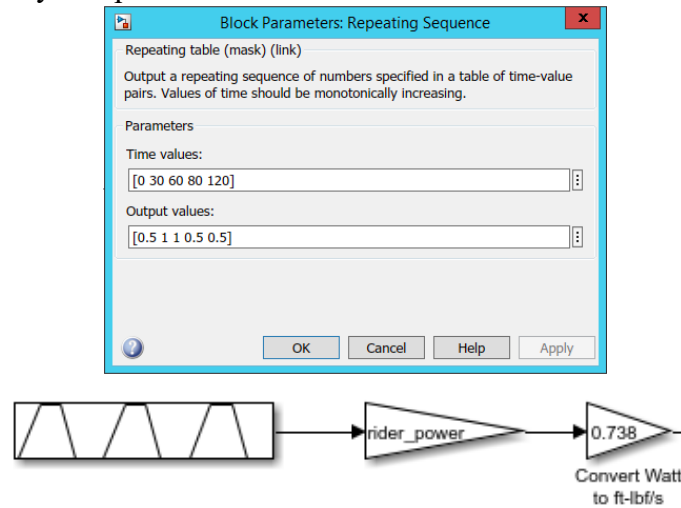 Block Parameters: Repeating Sequence
x
Repeating table (mask) (link)
Output a repeating sequence of numbers specified in a table of time-value
pairs. Values of time should be monotonically increasing.
Parameters
Time values:
[0 30 60 80 120]
Output values:
[0.5 1 1 0.5 0.5]
? OK Cancel Help Apply
rider_power 0.738
Convert Watt
to ft-lbf/s